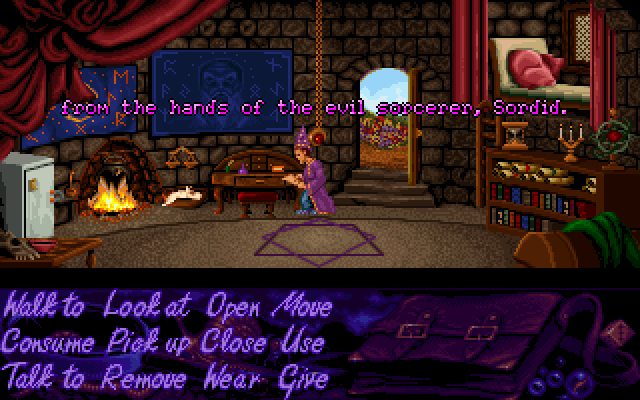 from the hands of the evil sorcerer, Sordid.
Walk to Look at Open Move
Consume Pick up Close Use
Talk to Remove Wear Give